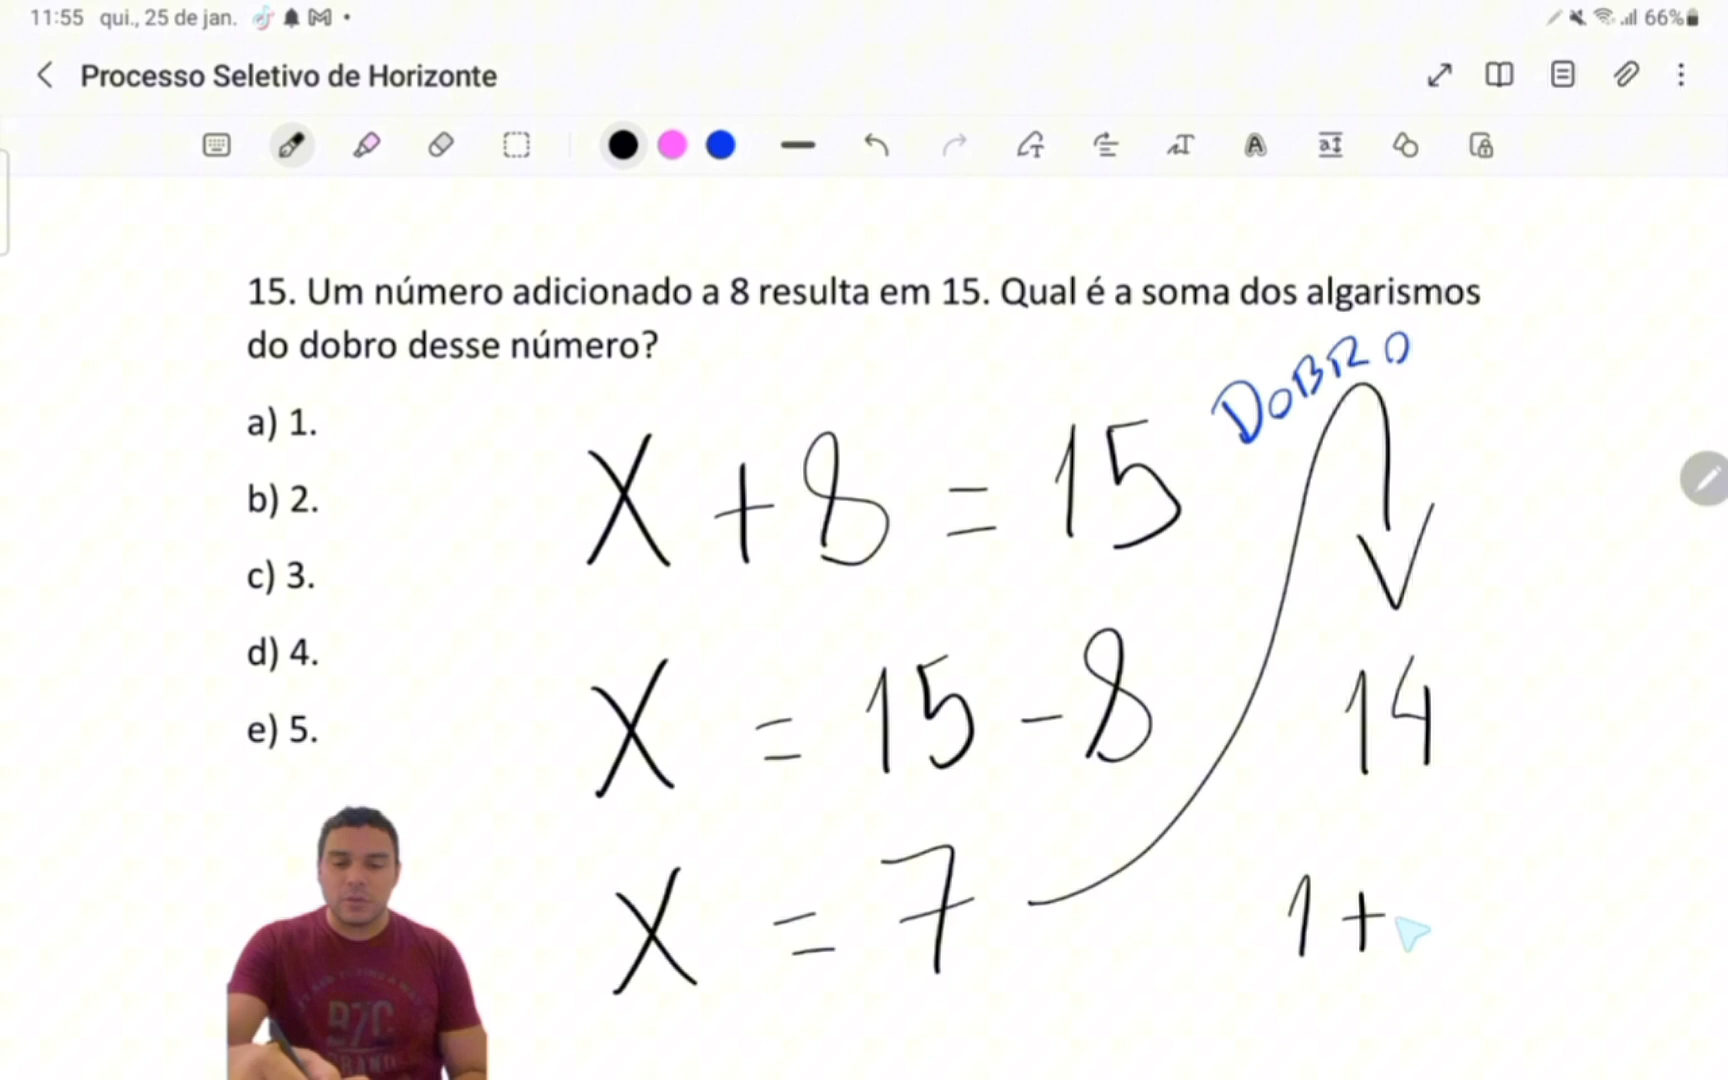 11:55 qui., 25 de jan.
66%
Processo Seletivo de Horizonte
15. Um número adicionado a 8 resulta em 15. Qual é a soma dos algarismos
do dobro desse número?
DOBRO
a) 1.
b) 2.
c) 3.
d) 4.
e) 5.
X + 8 = 15
X = 15 - 8
14
X = 7
1 +